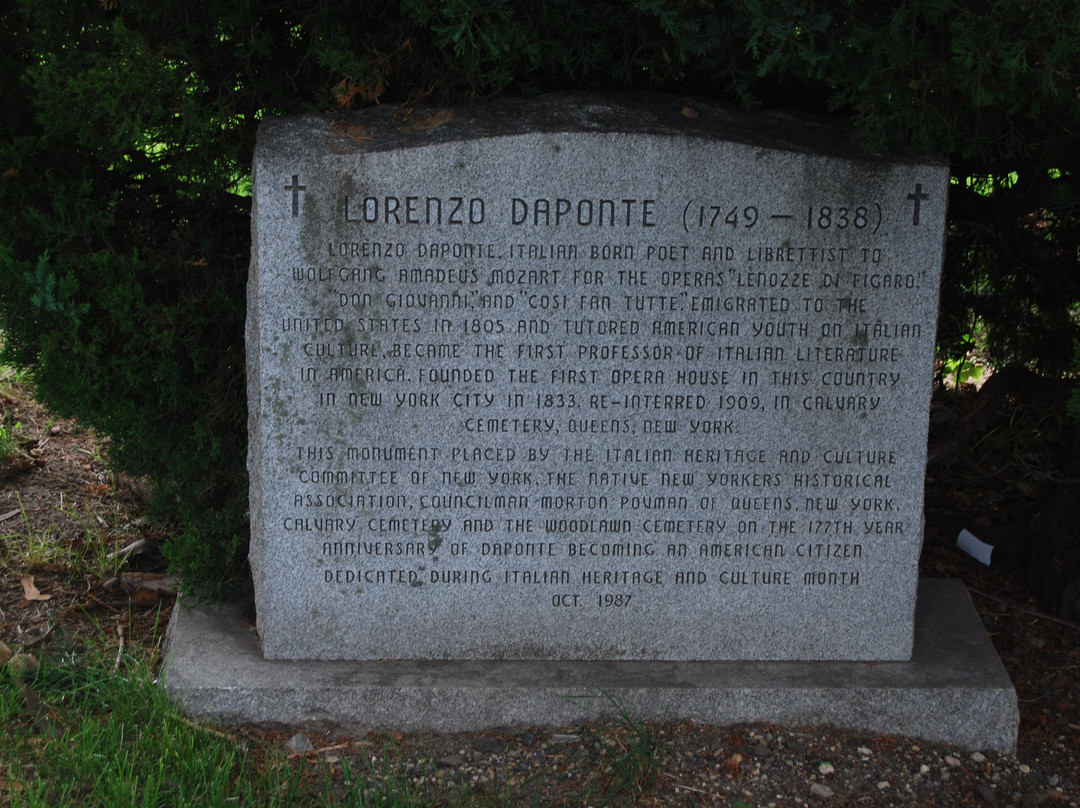 LORENZO DAPONTE (1749 — 1838)
LORENZO DAPONTE, ITALIAN BORN POET AND LIBRETTIST TO
WOLFGANG AMADEUS MOZART FOR THE OPERAS "LENOZZE DI FIGARO,"
"DON GIOVANNI," AND "COSI FAN TUTTE." EMIGRATED TO THE
UNITED STATES IN 1805 AND TUTORED AMERICAN YOUTH ON ITALIAN
CULTURE, BECAME THE FIRST PROFESSOR OF ITALIAN LITERATURE
IN AMERICA. FOUNDED THE FIRST OPERA HOUSE IN THIS COUNTRY
IN NEW YORK CITY IN 1833. RE-INTERRED 1909, IN CALVARY
CEMETERY, QUEENS, NEW YORK.
THIS MONUMENT PLACED BY THE ITALIAN HERITAGE AND CULTURE
COMMITTEE OF NEW YORK, THE NATIVE NEW YORKERS HISTORICAL
ASSOCIATION, COUNCILMAN MORTON POVMAN OF QUEENS, NEW YORK,
CALVARY CEMETERY AND THE WOODLAWN CEMETERY ON THE 177TH YEAR
ANNIVERSARY OF DAPONTE BECOMING AN AMERICAN CITIZEN.
DEDICATED DURING ITALIAN HERITAGE AND CULTURE MONTH
OCT. 1987